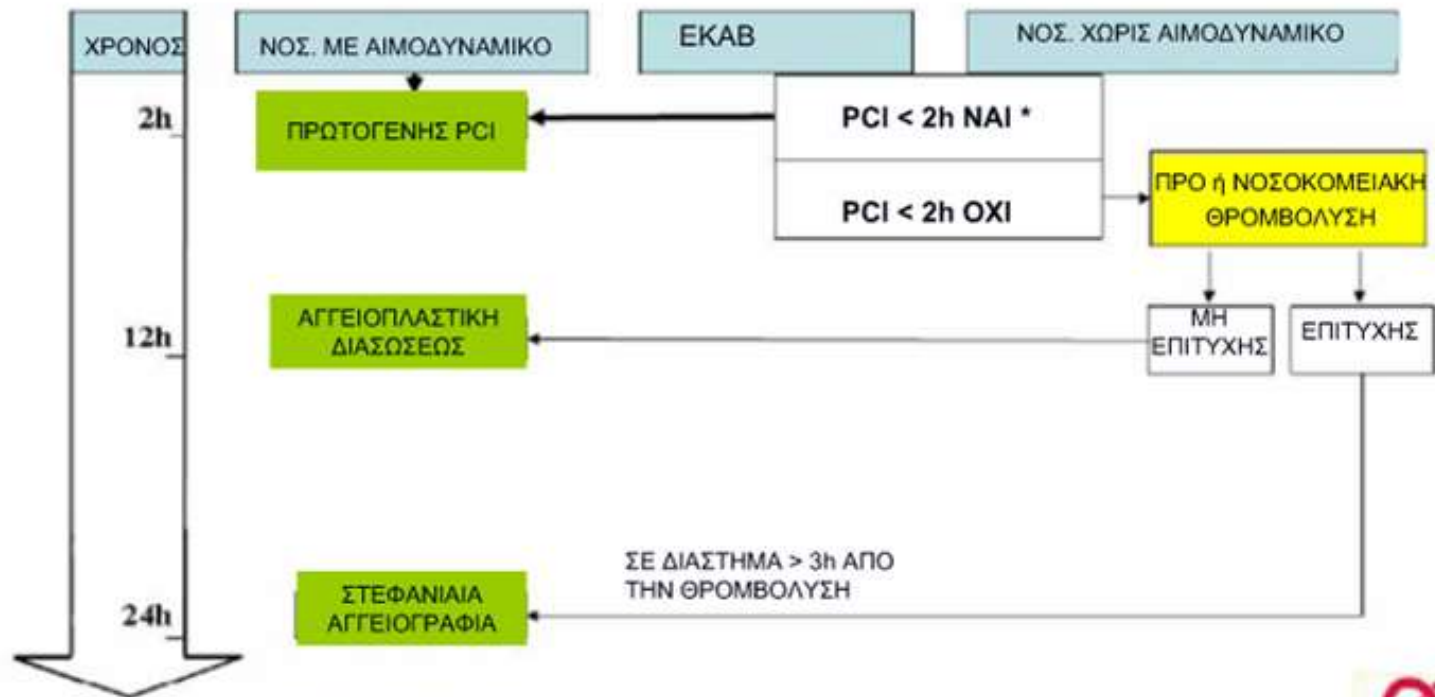 ΧΡΟΝΟΣ
ΝΟΣ. ΜΕ ΑΙΜΟΔΥΝΑΜΙΚΟ
ΕΚΑΒ
ΝΟΣ. ΧΩΡΙΣ ΑΙΜΟΔΥΝΑΜΙΚΟ
2h
ΠΡΩΤΟΓΕΝΗΣ PCI
PCI < 2h ΝΑΙ *
PCI < 2h ΟΧΙ
ΠΡΟ ή ΝΟΣΟΚΟΜΕΙΑΚΗ
ΘΡΟΜΒΟΛΥΣΗ
12h
ΑΓΓΕΙΟΠΛΑΣΤΙΚΗ
ΔΙΑΣΩΣΕΩΣ
ΜΗ
ΕΠΙΤΥΧΗΣ
ΕΠΙΤΥΧΗΣ
ΣΕ ΔΙΑΣΤΗΜΑ > 3h ΑΠΟ
ΤΗΝ ΘΡΟΜΒΟΛΥΣΗ
24h
ΣΤΕΦΑΝΙΑΙΑ
ΑΓΓΕΙΟΓΡΑΦΙΑ